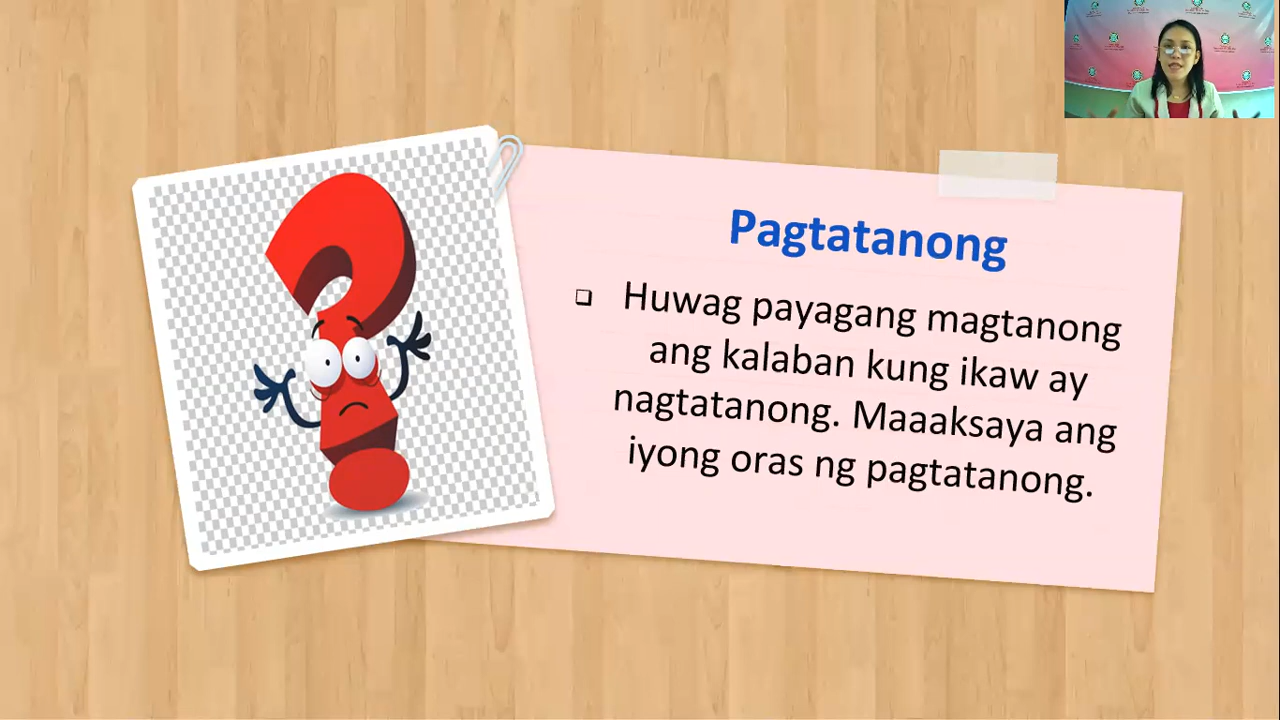 Pagtatanong
Huwag payagang magtanong
ang kalaban kung ikaw ay
nagtatanong. Maaaksaya ang
iyong oras ng pagtatanong.